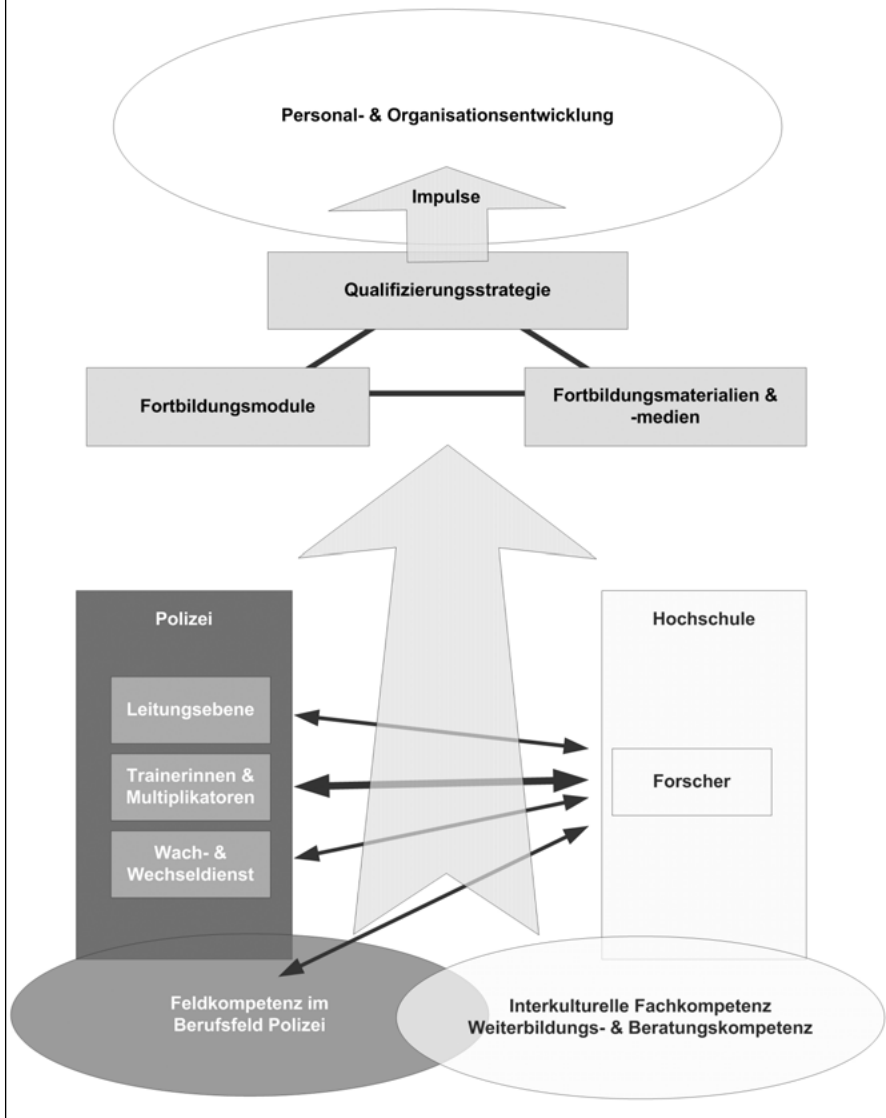 Personal- & Organisationsentwicklung
Impulse
Qualifizierungsstrategie
Fortbildungsmodule
Fortbildungsmaterialien &
-medien
Polizei
Hochschule
Leitungsebene
Trainerinnen &
Multiplikatoren
Forscher
Wach- &
Wechseldienst
Feldkompetenz im
Berufsfeld Polizei
Interkulturelle Fachkompetenz
Weiterbildungs- & Beratungskompetenz